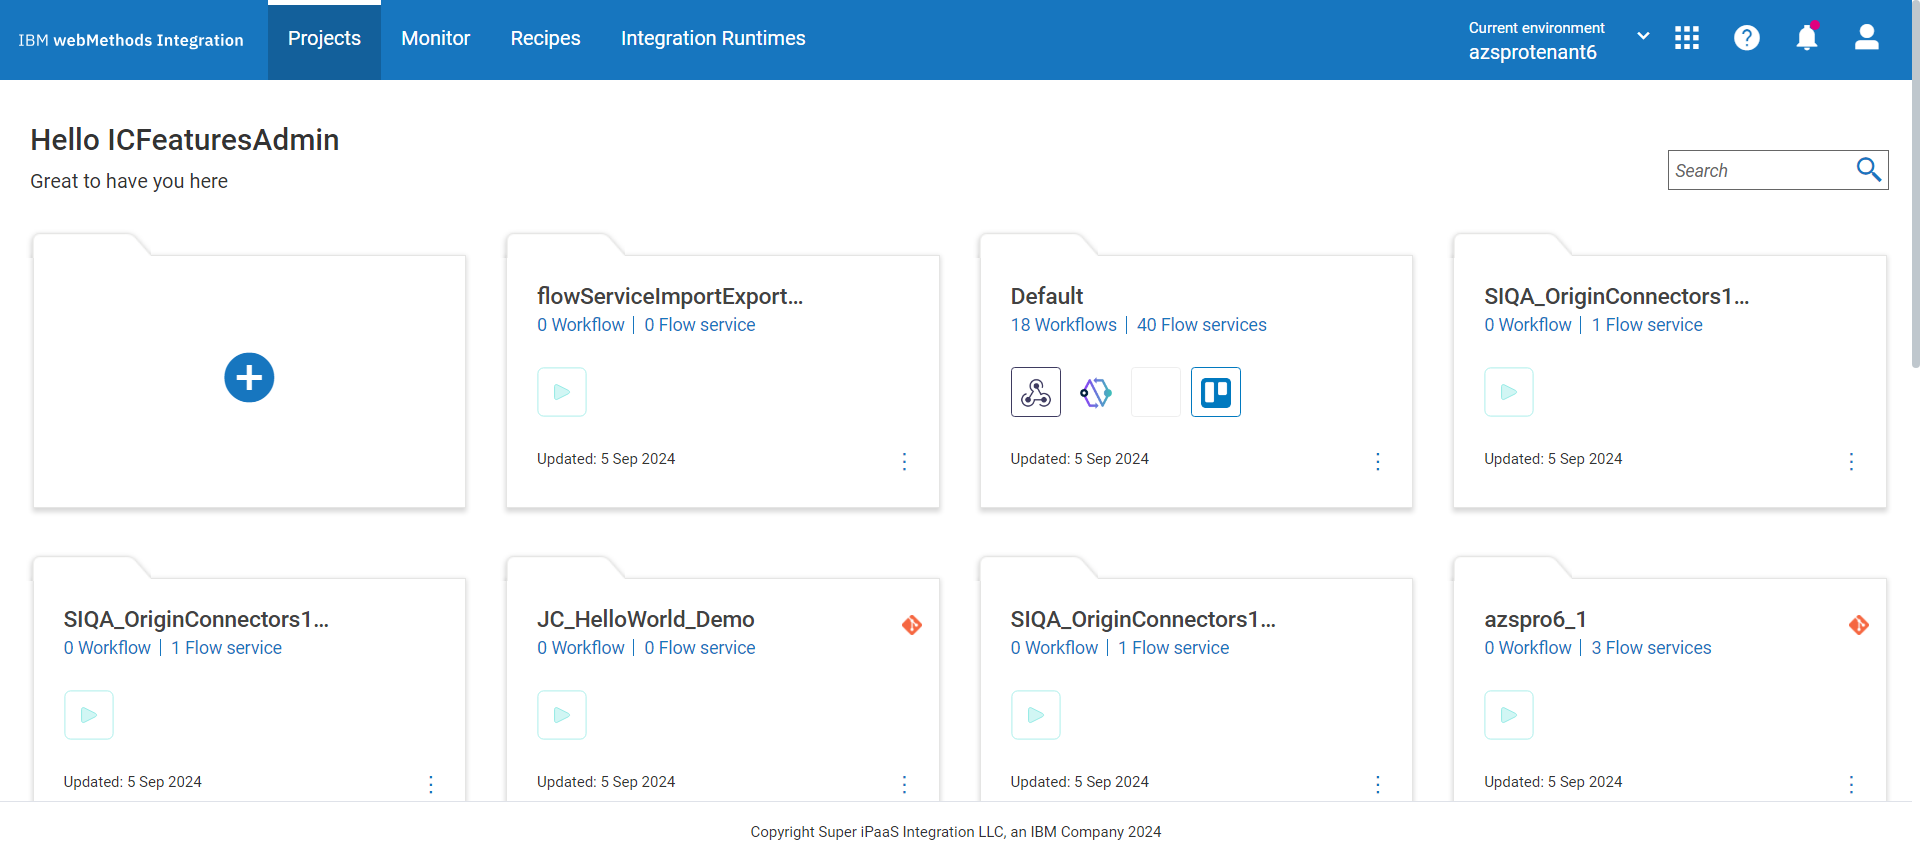 IBM webMethods Integration
Projects
Monitor
Recipes
Integration Runtimes
Current environment
azsprotenant6
Hello ICFeaturesAdmin
Great to have you here
Search
flowServiceImportExport...
0 Workflow | 0 Flow service
Updated: 5 Sep 2024
Default
18 Workflows | 40 Flow services
Updated: 5 Sep 2024
SIQA_OriginConnectors1...
0 Workflow | 1 Flow service
Updated: 5 Sep 2024
SIQA_OriginConnectors1...
0 Workflow | 1 Flow service
Updated: 5 Sep 2024
JC_HelloWorld_Demo
0 Workflow | 0 Flow service
Updated: 5 Sep 2024
SIQA_OriginConnectors1...
0 Workflow | 1 Flow service
Updated: 5 Sep 2024
azspro6_1
0 Workflow | 3 Flow services
Updated: 5 Sep 2024
Copyright Super iPaaS Integration LLC, an IBM Company 2024